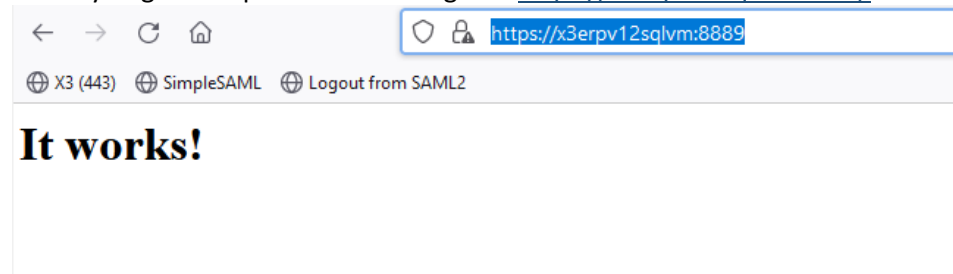 https://x3erpv12sqlvm:8889
X3 (443) SimpleSAML Logout from SAML2
It works!